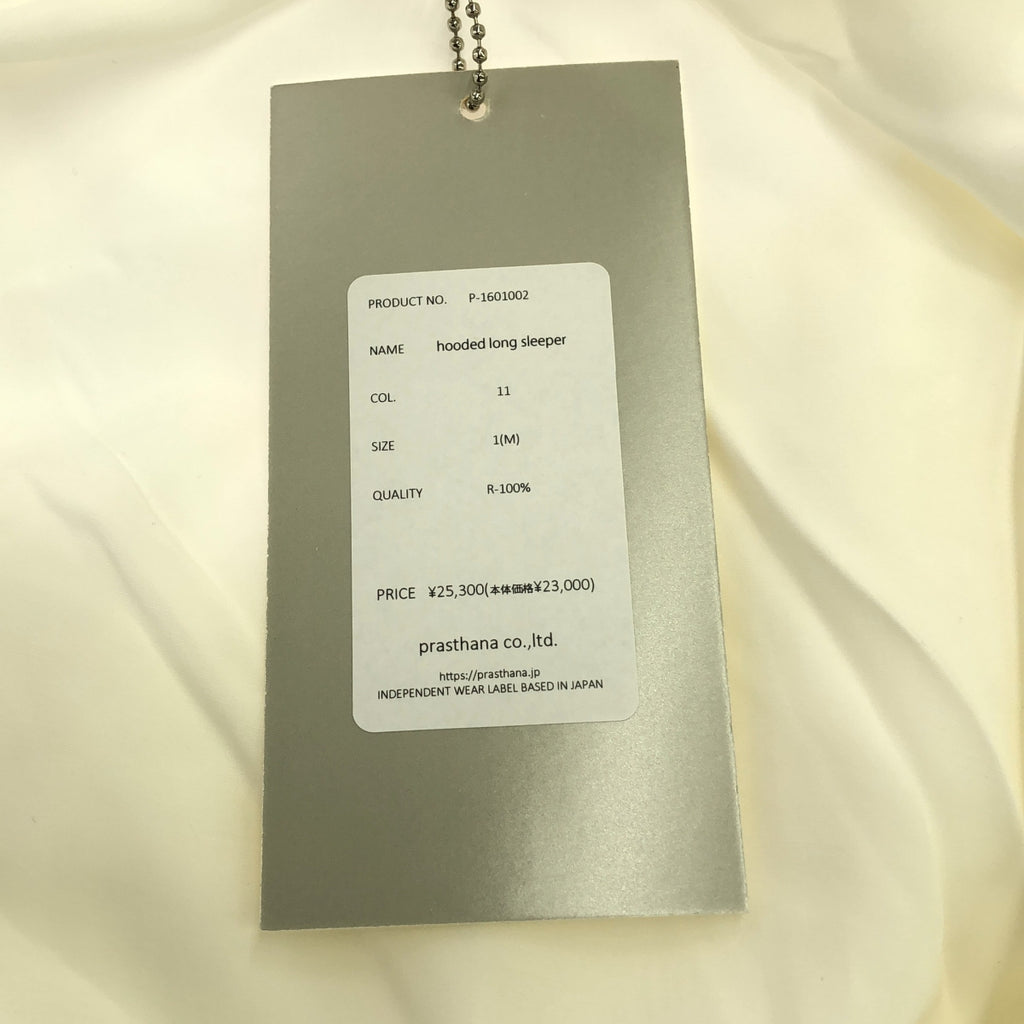 PRODUCT NO. P-1601002
NAME hooded long sleeper
COL. 11
SIZE 1(M)
QUALITY R-100%
PRICE ¥25,300(本体価格¥23,000)
prasthana co.,ltd.
https://prasthana.jp
INDEPENDENT WEAR LABEL BASED IN JAPAN